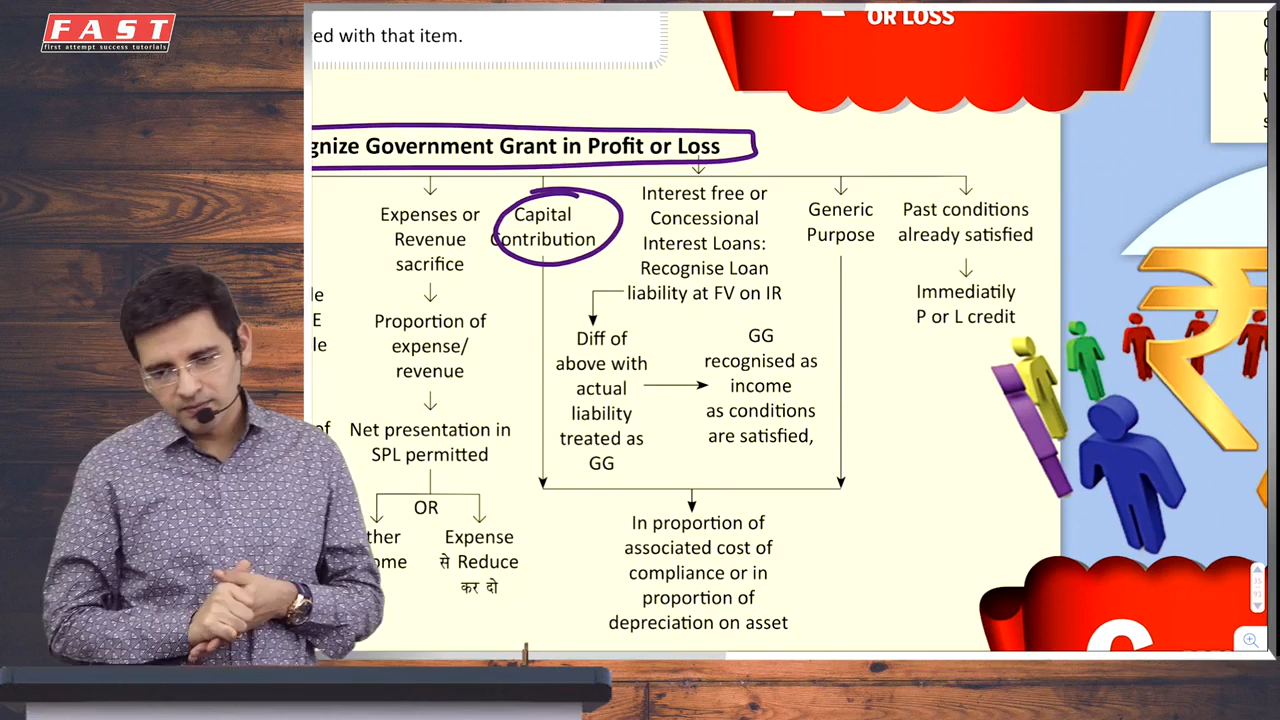 FAST
first attempt success tutorials
ed with that item.
OR LOSS
gnize Government Grant in Profit or Loss
Expenses or
Revenue
sacrifice
Proportion of
expense/
revenue
Net presentation in
SPL permitted
OR
ther
ome
Expense
से Reduce
कर दो
Capital
Contribution
Interest free or
Concessional
Interest Loans:
Recognise Loan
liability at FV on IR
Diff of
above with
actual
liability
treated as
GG
GG
recognised as
income
as conditions
are satisfied,
Generic
Purpose
In proportion of
associated cost of
compliance or in
proportion of
depreciation on asset
Past conditions
already satisfied
Immediatily
P or L credit
le
E
le
of